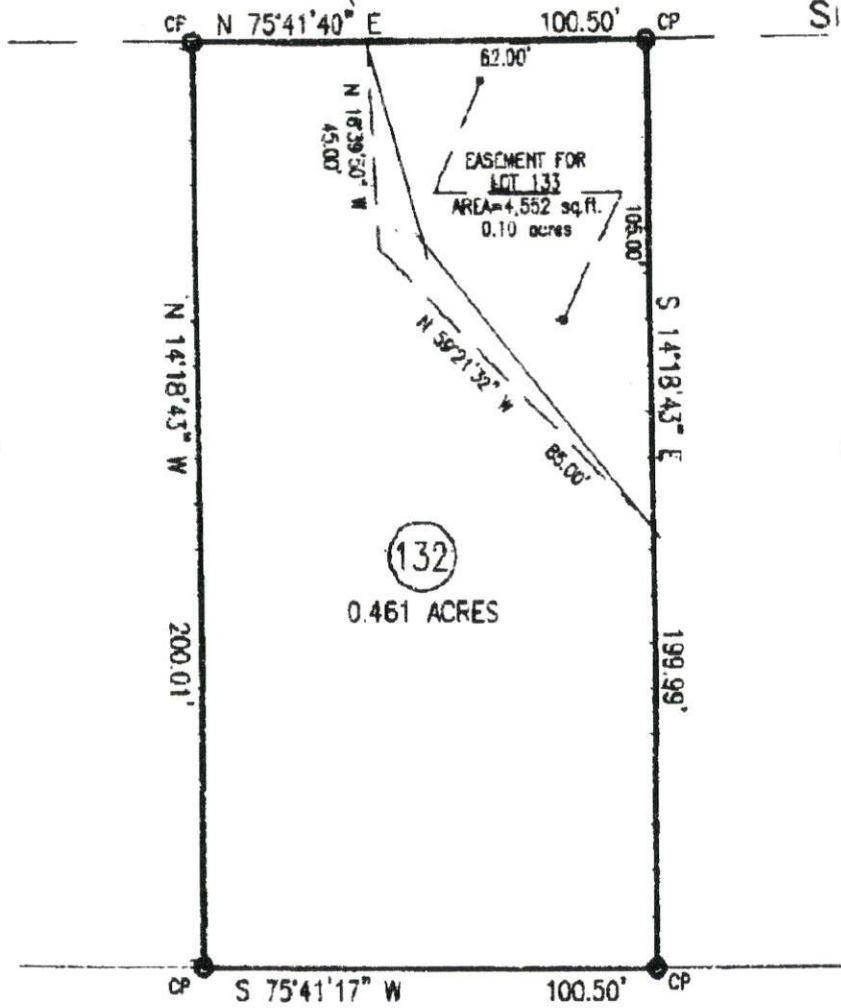 CP N 75°41'40" E 100.50' CP
62.00'
N 16°39'50" W
45.00'
EASEMENT FOR
LOT 133
AREA=4,552 sq.ft.
0.10 acres
105.00'
N 14°18'43" W
S 14°18'43" E
N 59°21'32" W
85.00'
132
0.461 ACRES
200.01'
199.99'
CP S 75°41'17" W 100.50' CP